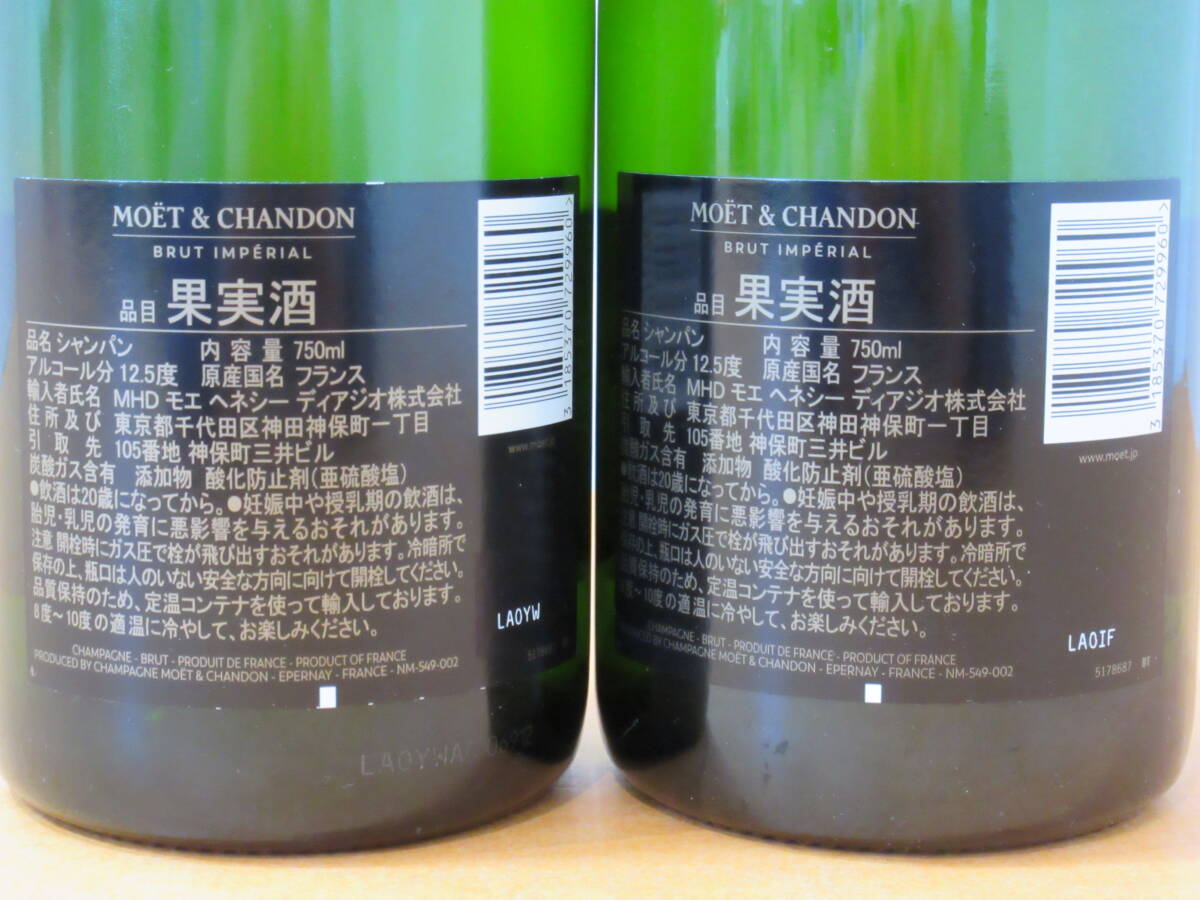 MOËT & CHANDON
BRUT IMPÉRIAL
品目 果実酒
品名 シャンパン 内容量 750ml
アルコール分 12.5度 原産国名 フランス
輸入者氏名 MHD モエ ヘネシー ディアジオ株式会社
住所及び 東京都千代田区神田神保町一丁目
引取先 105番地 神保町三井ビル
炭酸ガス含有 添加物 酸化防止剤(亜硫酸塩)
●飲酒は20歳になってから。●妊娠中や授乳期の飲酒は、
胎児・乳児の発育に悪影響を与えるおそれがあります。
注意 開栓時にガス圧で栓が飛び出すおそれがあります。冷暗所で
保存の上、瓶口は人のいない安全な方向に向けて開栓してください。
品質保持のため、定温コンテナを使って輸入しております。
8度～10度の適温に冷やして、お楽しみください。
CHAMPAGNE - BRUT - PRODUIT DE FRANCE - PRODUCT OF FRANCE
PRODUCED BY CHAMPAGNE MOËT & CHANDON - EPERNAY - FRANCE - NM-549-002
3 185370 729960>
www.moet.jp
LAOYW
5178687
MOËT & CHANDON
BRUT IMPÉRIAL
品目 果実酒
品名 シャンパン 内容量 750ml
アルコール分 12.5度 原産国名 フランス
輸入者氏名 MHD モエ ヘネシー ディアジオ株式会社
住所及び 東京都千代田区神田神保町一丁目
引取先 105番地 神保町三井ビル
炭酸ガス含有 添加物 酸化防止剤(亜硫酸塩)
●飲酒は20歳になってから。●妊娠中や授乳期の飲酒は、
胎児・乳児の発育に悪影響を与えるおそれがあります。
注意 開栓時にガス圧で栓が飛び出すおそれがあります。冷暗所で
保存の上、瓶口は人のいない安全な方向に向けて開栓してください。
品質保持のため、定温コンテナを使って輸入しております。
8度～10度の適温に冷やして、お楽しみください。
CHAMPAGNE - BRUT - PRODUIT DE FRANCE - PRODUCT OF FRANCE
PRODUCED BY CHAMPAGNE MOËT & CHANDON - EPERNAY - FRANCE - NM-549-002
3 185370 729960>
www.moet.jp
LAOIF
5178687